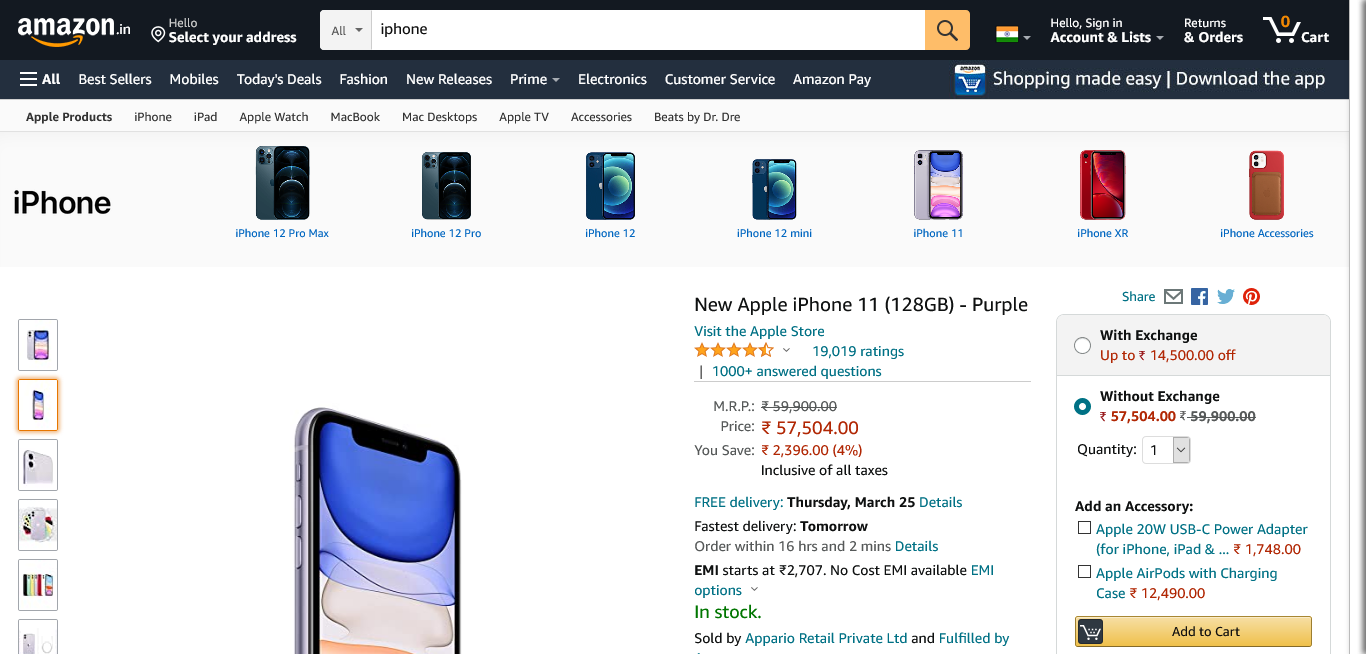 amazon.in
Hello
Select your address
All
iphone
Hello, Sign in
Account & Lists
Returns
& Orders
0
Cart
All
Best Sellers
Mobiles
Today's Deals
Fashion
New Releases
Prime
Electronics
Customer Service
Amazon Pay
amazon
Shopping made easy | Download the app
Apple Products
iPhone
iPad
Apple Watch
MacBook
Mac Desktops
Apple TV
Accessories
Beats by Dr. Dre
iPhone
iPhone 12 Pro Max
iPhone 12 Pro
iPhone 12
iPhone 12 mini
iPhone 11
iPhone XR
iPhone Accessories
New Apple iPhone 11 (128GB) - Purple
Visit the Apple Store
19,019 ratings
| 1000+ answered questions
M.R.P.: ₹ 59,900.00
Price: ₹ 57,504.00
You Save: ₹ 2,396.00 (4%)
Inclusive of all taxes
FREE delivery: Thursday, March 25 Details
Fastest delivery: Tomorrow
Order within 16 hrs and 2 mins Details
EMI starts at ₹2,707. No Cost EMI available EMI
options
In stock.
Sold by Appario Retail Private Ltd and Fulfilled by
Share
With Exchange
Up to ₹ 14,500.00 off
Without Exchange
₹ 57,504.00 ₹ 59,900.00
Quantity: 1
Add an Accessory:
Apple 20W USB-C Power Adapter
(for iPhone, iPad & ... ₹ 1,748.00
Apple AirPods with Charging
Case ₹ 12,490.00
Add to Cart